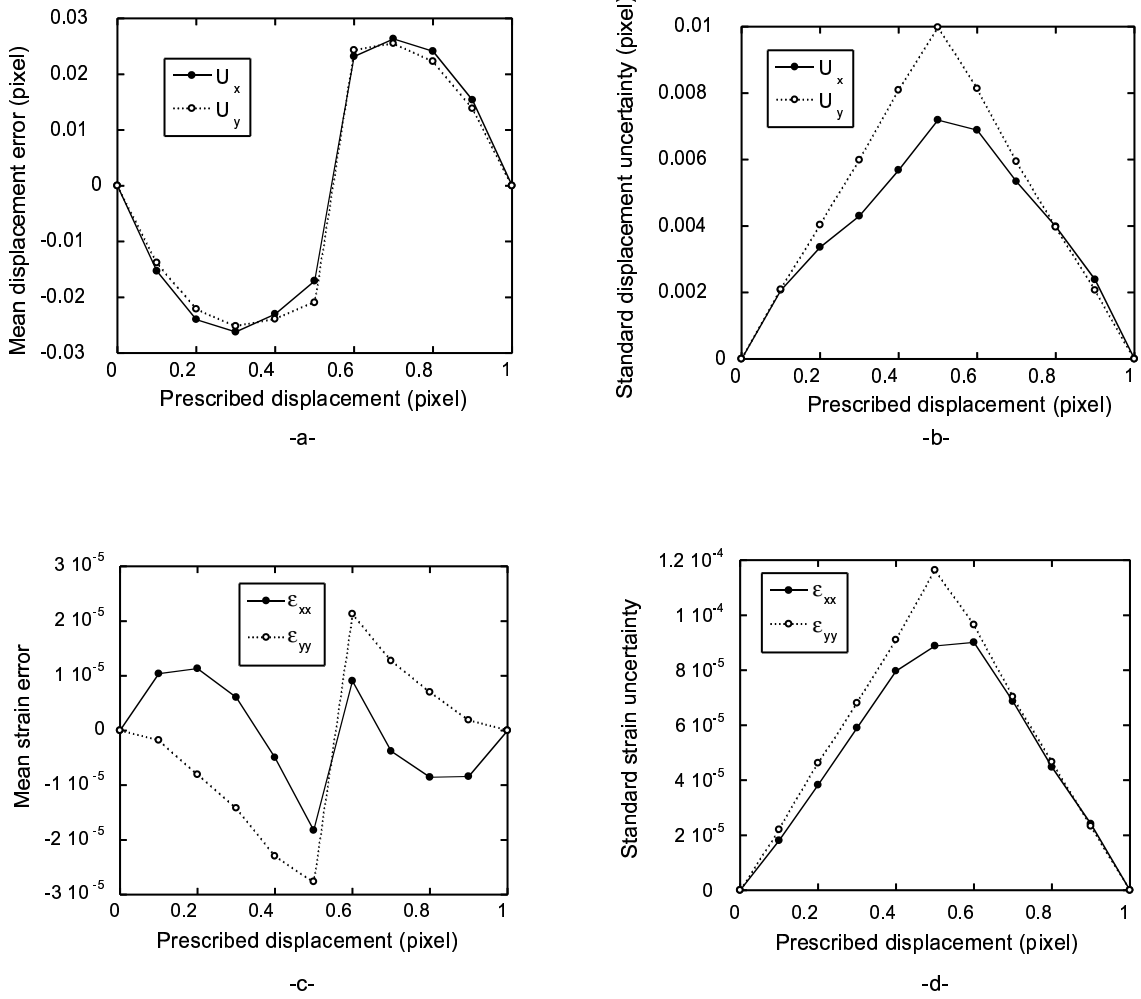 Mean displacement error (pixel)
0.03
0.02
0.01
0
-0.01
-0.02
-0.03
U x
U y
0 0.2 0.4 0.6 0.8 1
Prescribed displacement (pixel)
-a-
Standard displacement uncertainty (pixel)
0.01
0.008
0.006
0.004
0.002
0
U x
U y
0 0.2 0.4 0.6 0.8 1
Prescribed displacement (pixel)
-b-
Mean strain error
3 10-5
2 10-5
1 10-5
0
-1 10-5
-2 10-5
-3 10-5
ε xx
ε yy
0 0.2 0.4 0.6 0.8 1
Prescribed displacement (pixel)
-c-
Standard strain uncertainty
1.2 10-4
1 10-4
8 10-5
6 10-5
4 10-5
2 10-5
0
ε xx
ε yy
0 0.2 0.4 0.6 0.8 1
Prescribed displacement (pixel)
-d-